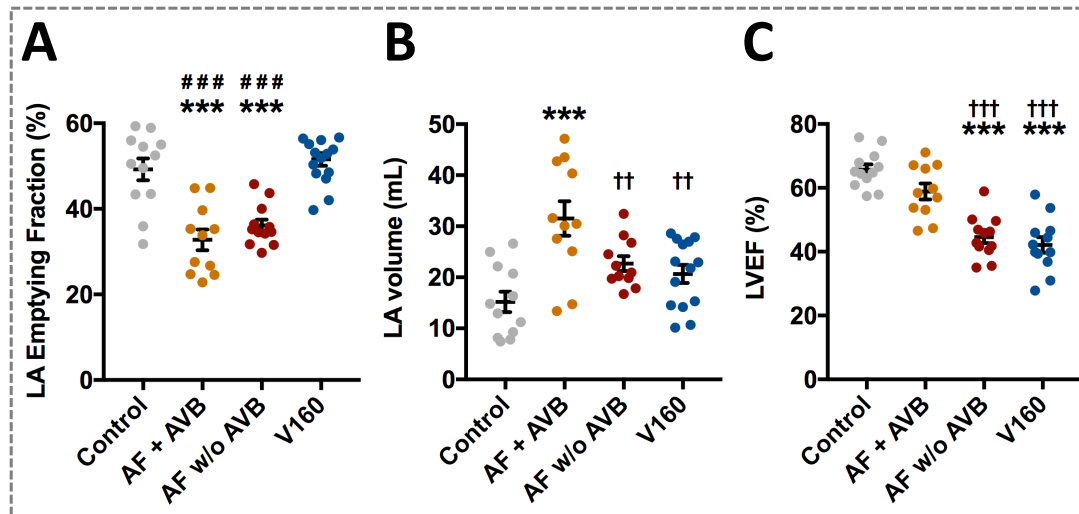 A
LA Emptying Fraction (%)
### ###
*** ***
60
40
20
0
Control
AF + AVB
AF w/o AVB
V160
B
LA volume (mL)
***
†† ††
50
40
30
20
10
0
Control
AF + AVB
AF w/o AVB
V160
C
LVEF (%)
††† †††
*** ***
80
60
40
20
0
Control
AF + AVB
AF w/o AVB
V160